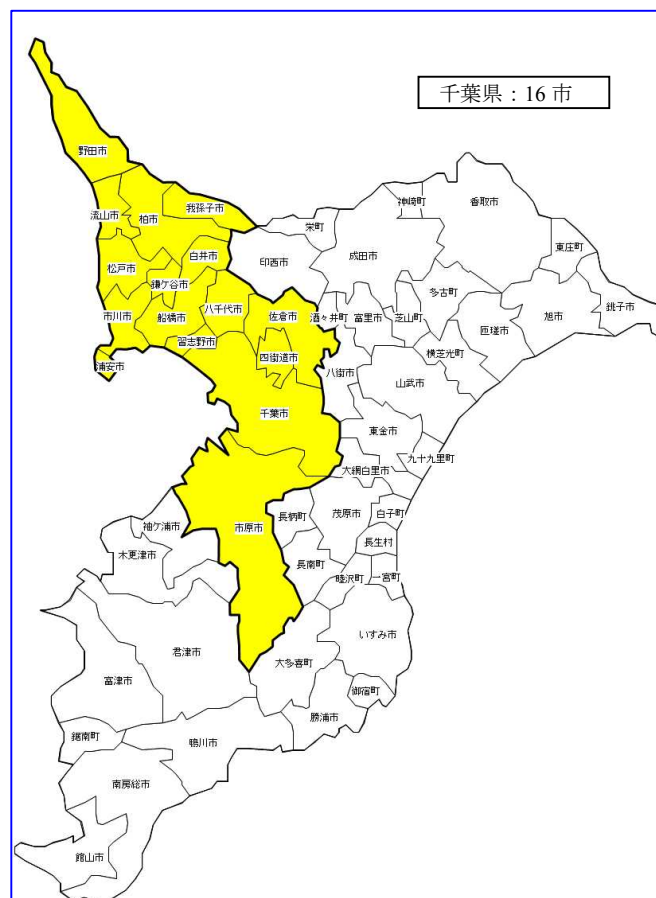 千葉県：16 市
野田市
流山市
柏市
我孫子市
栄町
神崎町
香取市
東庄町
松戸市
白井市
印西市
成田市
鎌ケ谷市
多古町
市川市
船橋市
八千代市
佐倉市
酒々井町
富里市
芝山町
匝瑳市
旭市
銚子市
習志野市
浦安市
四街道市
八街市
横芝光町
山武市
千葉市
東金市
九十九里町
大網白里市
市原市
長柄町
茂原市
白子町
袖ケ浦市
木更津市
長生村
長南町
睦沢町
一宮町
いすみ市
君津市
大多喜町
富津市
御宿町
勝浦市
鋸南町
鴨川市
南房総市
館山市